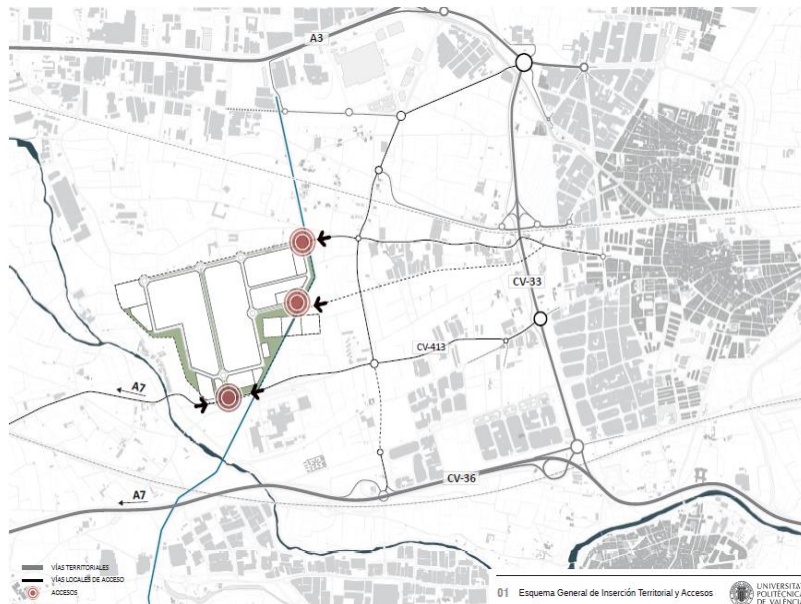 A3
CV-33
CV-413
A7
A7
CV-36
VÍAS TERRITORIALES
VÍAS LOCALES DE ACCESO
ACCESOS
01 Esquema General de Inserción Territorial y Accesos
UNIVERSITAT
POLITÈCNICA
DE VALÈNCIA